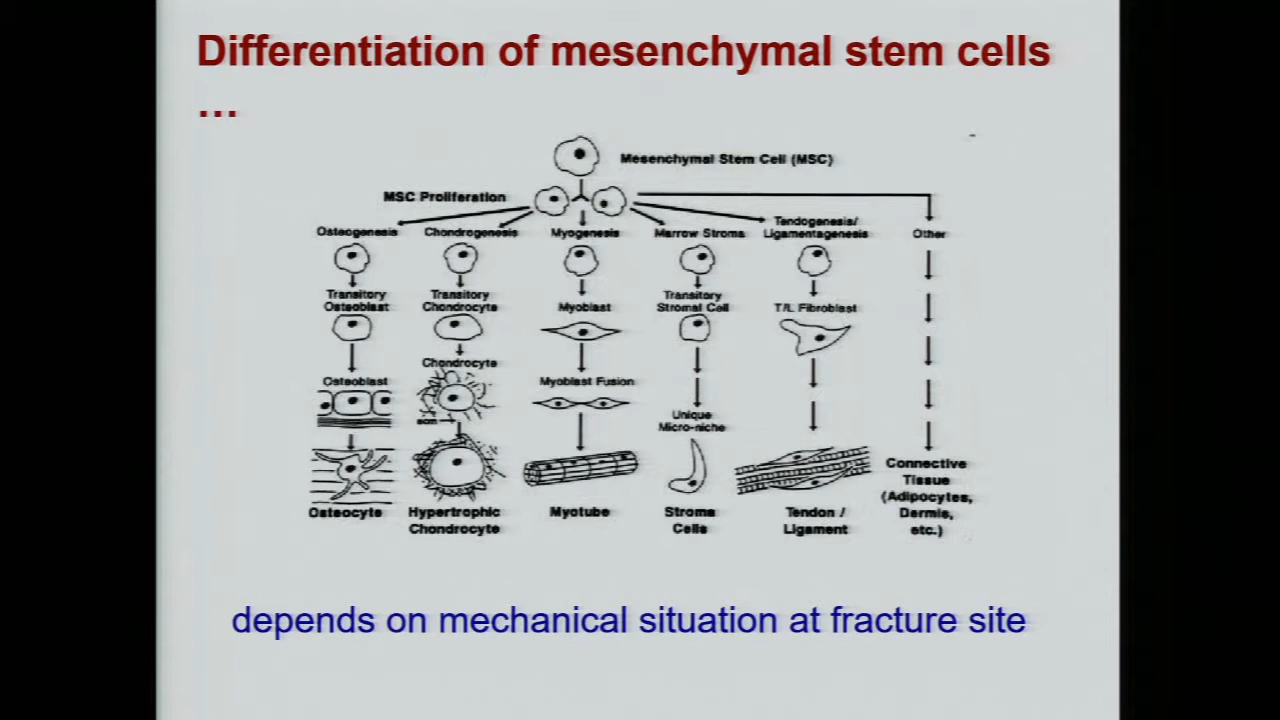 Differentiation of mesenchymal stem cells
...
Mesenchymal Stem Cell (MSC)
MSC Proliferation
Osteogenesis
Chondrogenesis
Myogenesis
Marrow Stroma
Tendogenesis/
Ligamentagenesis
Other
Transitory
Osteoblast
Transitory
Chondrocyte
Myoblast
Transitory
Stromal Cell
T/L Fibroblast
Chondrocyte
Osteoblast
Myoblast Fusion
Unique
Micro-niche
Osteocyte
Hypertrophic
Chondrocyte
Myotube
Stroma
Cells
Tendon /
Ligament
Connective
Tissue
(Adipocytes,
Dermis,
etc.)
depends on mechanical situation at fracture site